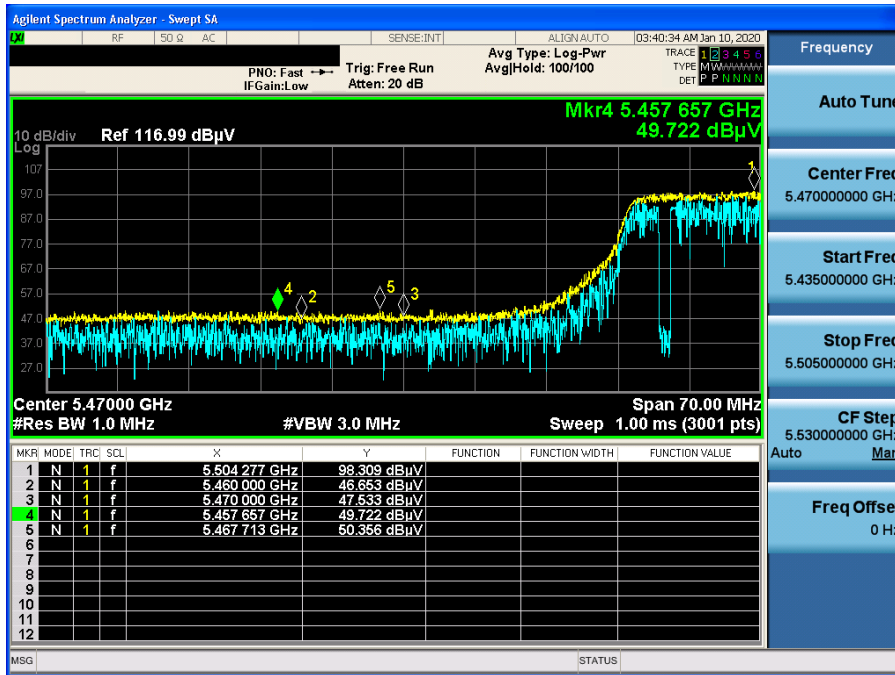 Agilent Spectrum Analyzer - Swept SA
LXI RF 50 Ω AC SENSE:INT ALIGN AUTO 03:40:34 AM Jan 10, 2020
PNO: Fast Trig: Free Run Avg Type: Log-Pwr TRACE 1 2 3 4 5 6
IFGain:Low Atten: 20 dB Avg|Hold: 100/100 TYPE M W
DET P P N N N N
Mkr4 5.457 657 GHz
49.722 dBµV
10 dB/div Ref 116.99 dBµV
Log
107
97.0
87.0
77.0
67.0
57.0
47.0
37.0
27.0
1
4
2
5
3
Center 5.47000 GHz Span 70.00 MHz
#Res BW 1.0 MHz #VBW 3.0 MHz Sweep 1.00 ms (3001 pts)
MKR MODE TRC SCL X Y FUNCTION FUNCTION WIDTH FUNCTION VALUE
1 N 1 f 5.504 277 GHz 98.309 dBµV
2 N 1 f 5.460 000 GHz 46.653 dBµV
3 N 1 f 5.470 000 GHz 47.533 dBµV
4 N 1 f 5.457 657 GHz 49.722 dBµV
5 N 1 f 5.467 713 GHz 50.356 dBµV
6
7
8
9
10
11
12
MSG STATUS
Frequency
Auto Tune
Center Freq
5.470000000 GHz
Start Freq
5.435000000 GHz
Stop Freq
5.505000000 GHz
CF Step
5.530000000 GHz
Auto Man
Freq Offset
0 Hz